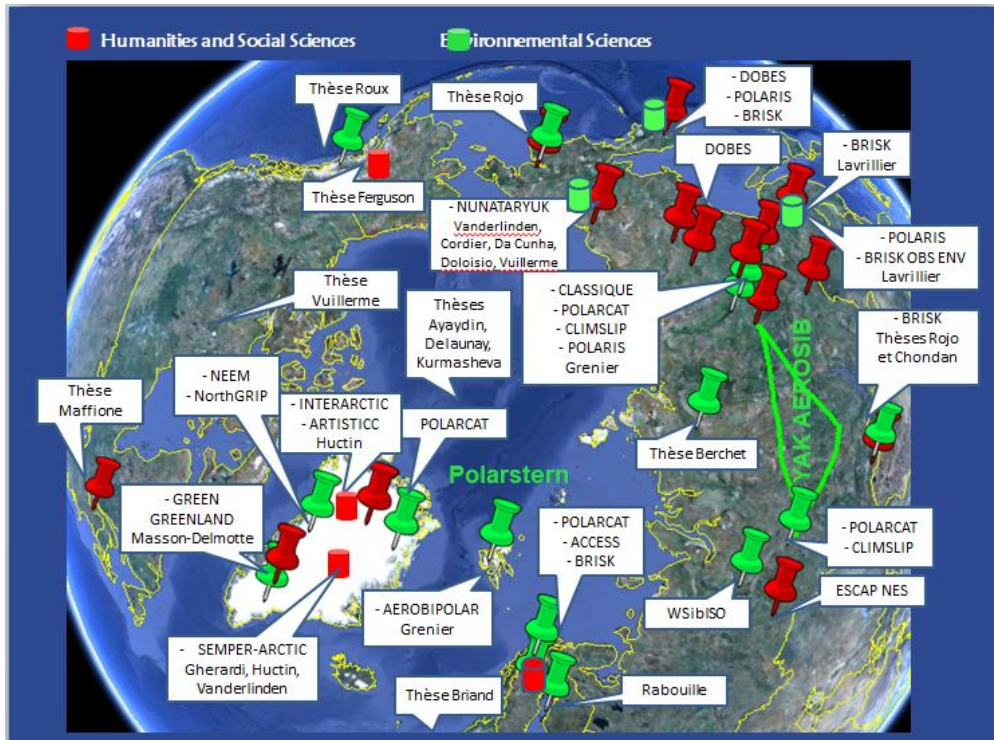 Humanities and Social Sciences
Environnemental Sciences
Thèse Roux
Thèse Rojo
- DOBES
- POLARIS
- BRISK
DOBES
- BRISK
Lavrillier
Thèse Ferguson
- NUNATARYUK
Vanderlinden,
Cordier, Da Cunha,
Doloisio, Vuillerme
- POLARIS
- BRISK OBS ENV
Lavrillier
Thèse
Vuillerme
Thèses
Ayaydin,
Delaunay,
Kurmasheva
- CLASSIQUE
- POLARCAT
- CLIMSLIP
- POLARIS
Grenier
- BRISK
Thèses Rojo
et Chondan
YAK AEROSIB
Thèse
Maffione
- NEEM
- NorthGRIP
- INTERARCTIC
- ARTISTICC
Huctin
POLARCAT
Thèse Berchet
Polarstern
- GREEN
GREENLAND
Masson-Delmotte
- POLARCAT
- ACCESS
- BRISK
- POLARCAT
- CLIMSLIP
- AEROBIPOLAR
Grenier
WSibISO
ESCAP NES
- SEMPER-ARCTIC
Gherardi, Huctin,
Vanderlinden
Thèse Briand
Rabouille